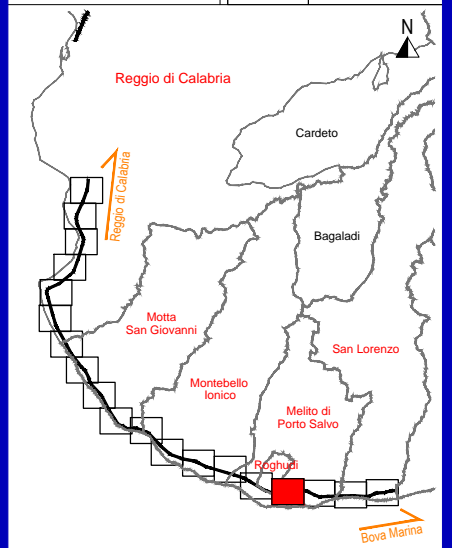 N
Reggio di Calabria
Cardeto
Reggio di Calabria
Bagaladi
Motta
San Giovanni
San Lorenzo
Montebello
Ionico
Melito di
Porto Salvo
Roghudi
Bova Marina